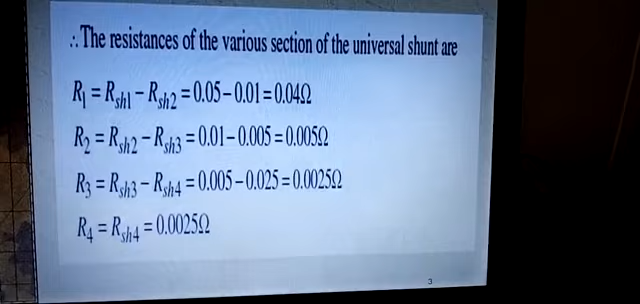 ∴ The resistances of the various section of the universal shunt are
R₁ = Rsh1 − Rsh2 = 0.05 − 0.01 = 0.04Ω
R₂ = Rsh2 − Rsh3 = 0.01 − 0.005 = 0.005Ω
R₃ = Rsh3 − Rsh4 = 0.005 − 0.025 = 0.0025Ω
R₄ = Rsh4 = 0.0025Ω
3